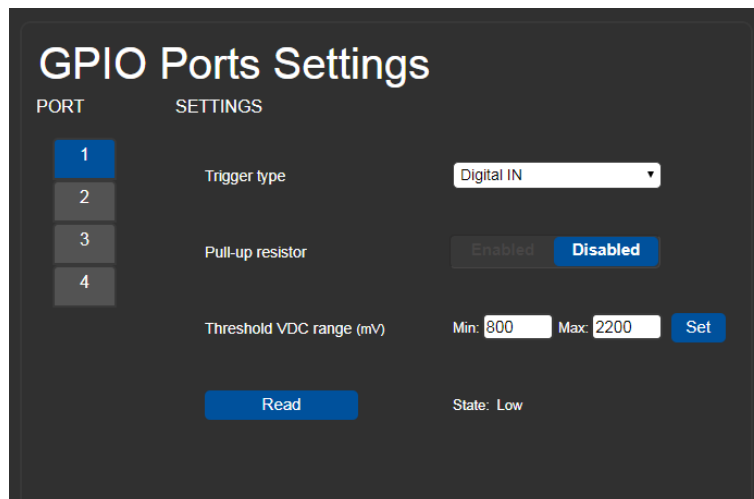 GPIO Ports Settings
PORT SETTINGS
1
Trigger type Digital IN
2
3
Pull-up resistor Enabled Disabled
4
Threshold VDC range (mV) Min: 800 Max: 2200 Set
Read State: Low